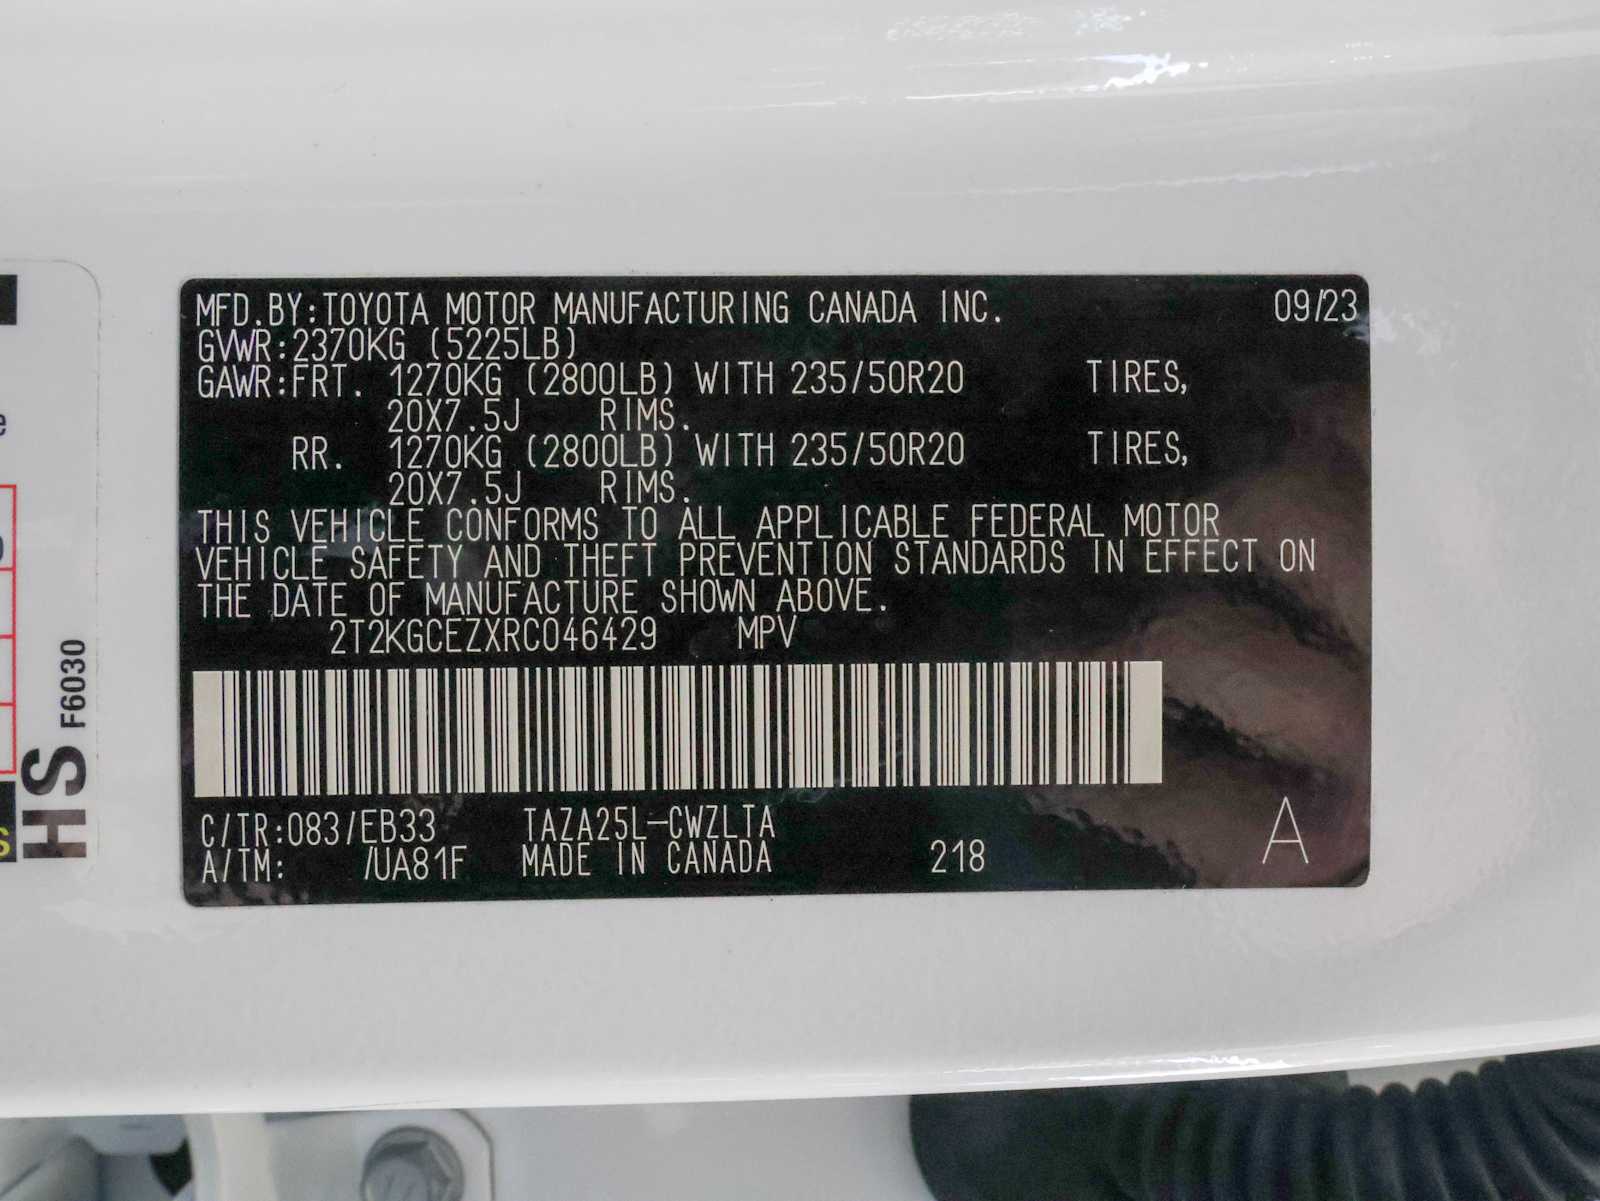 MFD.BY:TOYOTA MOTOR MANUFACTURING CANADA INC. 09/23
GVWR:2370KG (5225LB)
GAWR:FRT. 1270KG (2800LB) WITH 235/50R20 TIRES,
20X7.5J RIMS.
RR. 1270KG (2800LB) WITH 235/50R20 TIRES,
20X7.5J RIMS.
THIS VEHICLE CONFORMS TO ALL APPLICABLE FEDERAL MOTOR
VEHICLE SAFETY AND THEFT PREVENTION STANDARDS IN EFFECT ON
THE DATE OF MANUFACTURE SHOWN ABOVE.
2T2KGCEZXRC046429 MPV
C/TR:083/EB33 TAZA25L-CWZLTA
A/TM: /UA81F MADE IN CANADA 218 A
HS F6030